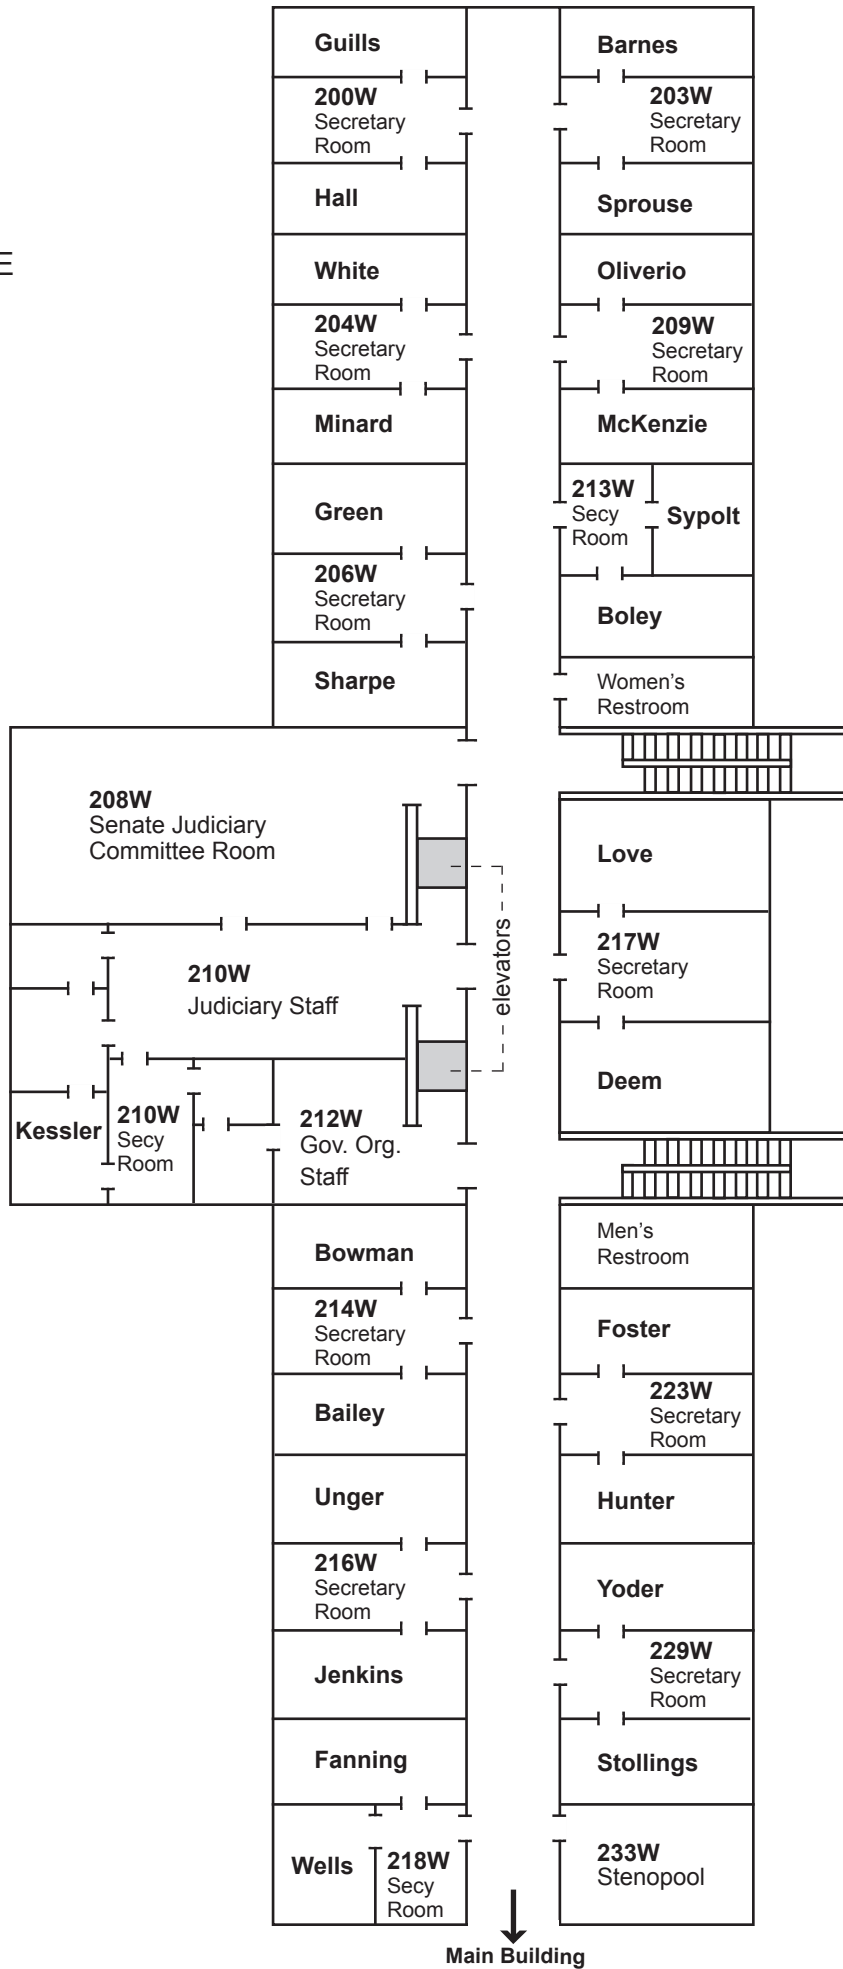 Guills
200W
Secretary
Room
Hall
White
204W
Secretary
Room
Minard
Green
206W
Secretary
Room
Sharpe
Barnes
203W
Secretary
Room
Sprouse
Oliverio
209W
Secretary
Room
McKenzie
213W
Secy
Room
Sypolt
Boley
Women's
Restroom
E
208W
Senate Judiciary
Committee Room
210W
Judiciary Staff
Kessler
210W
Secy
Room
212W
Gov. Org.
Staff
elevators
Love
217W
Secretary
Room
Deem
Bowman
214W
Secretary
Room
Bailey
Unger
216W
Secretary
Room
Jenkins
Fanning
Wells
218W
Secy
Room
Men's
Restroom
Foster
223W
Secretary
Room
Hunter
Yoder
229W
Secretary
Room
Stollings
233W
Stenopool
Main Building